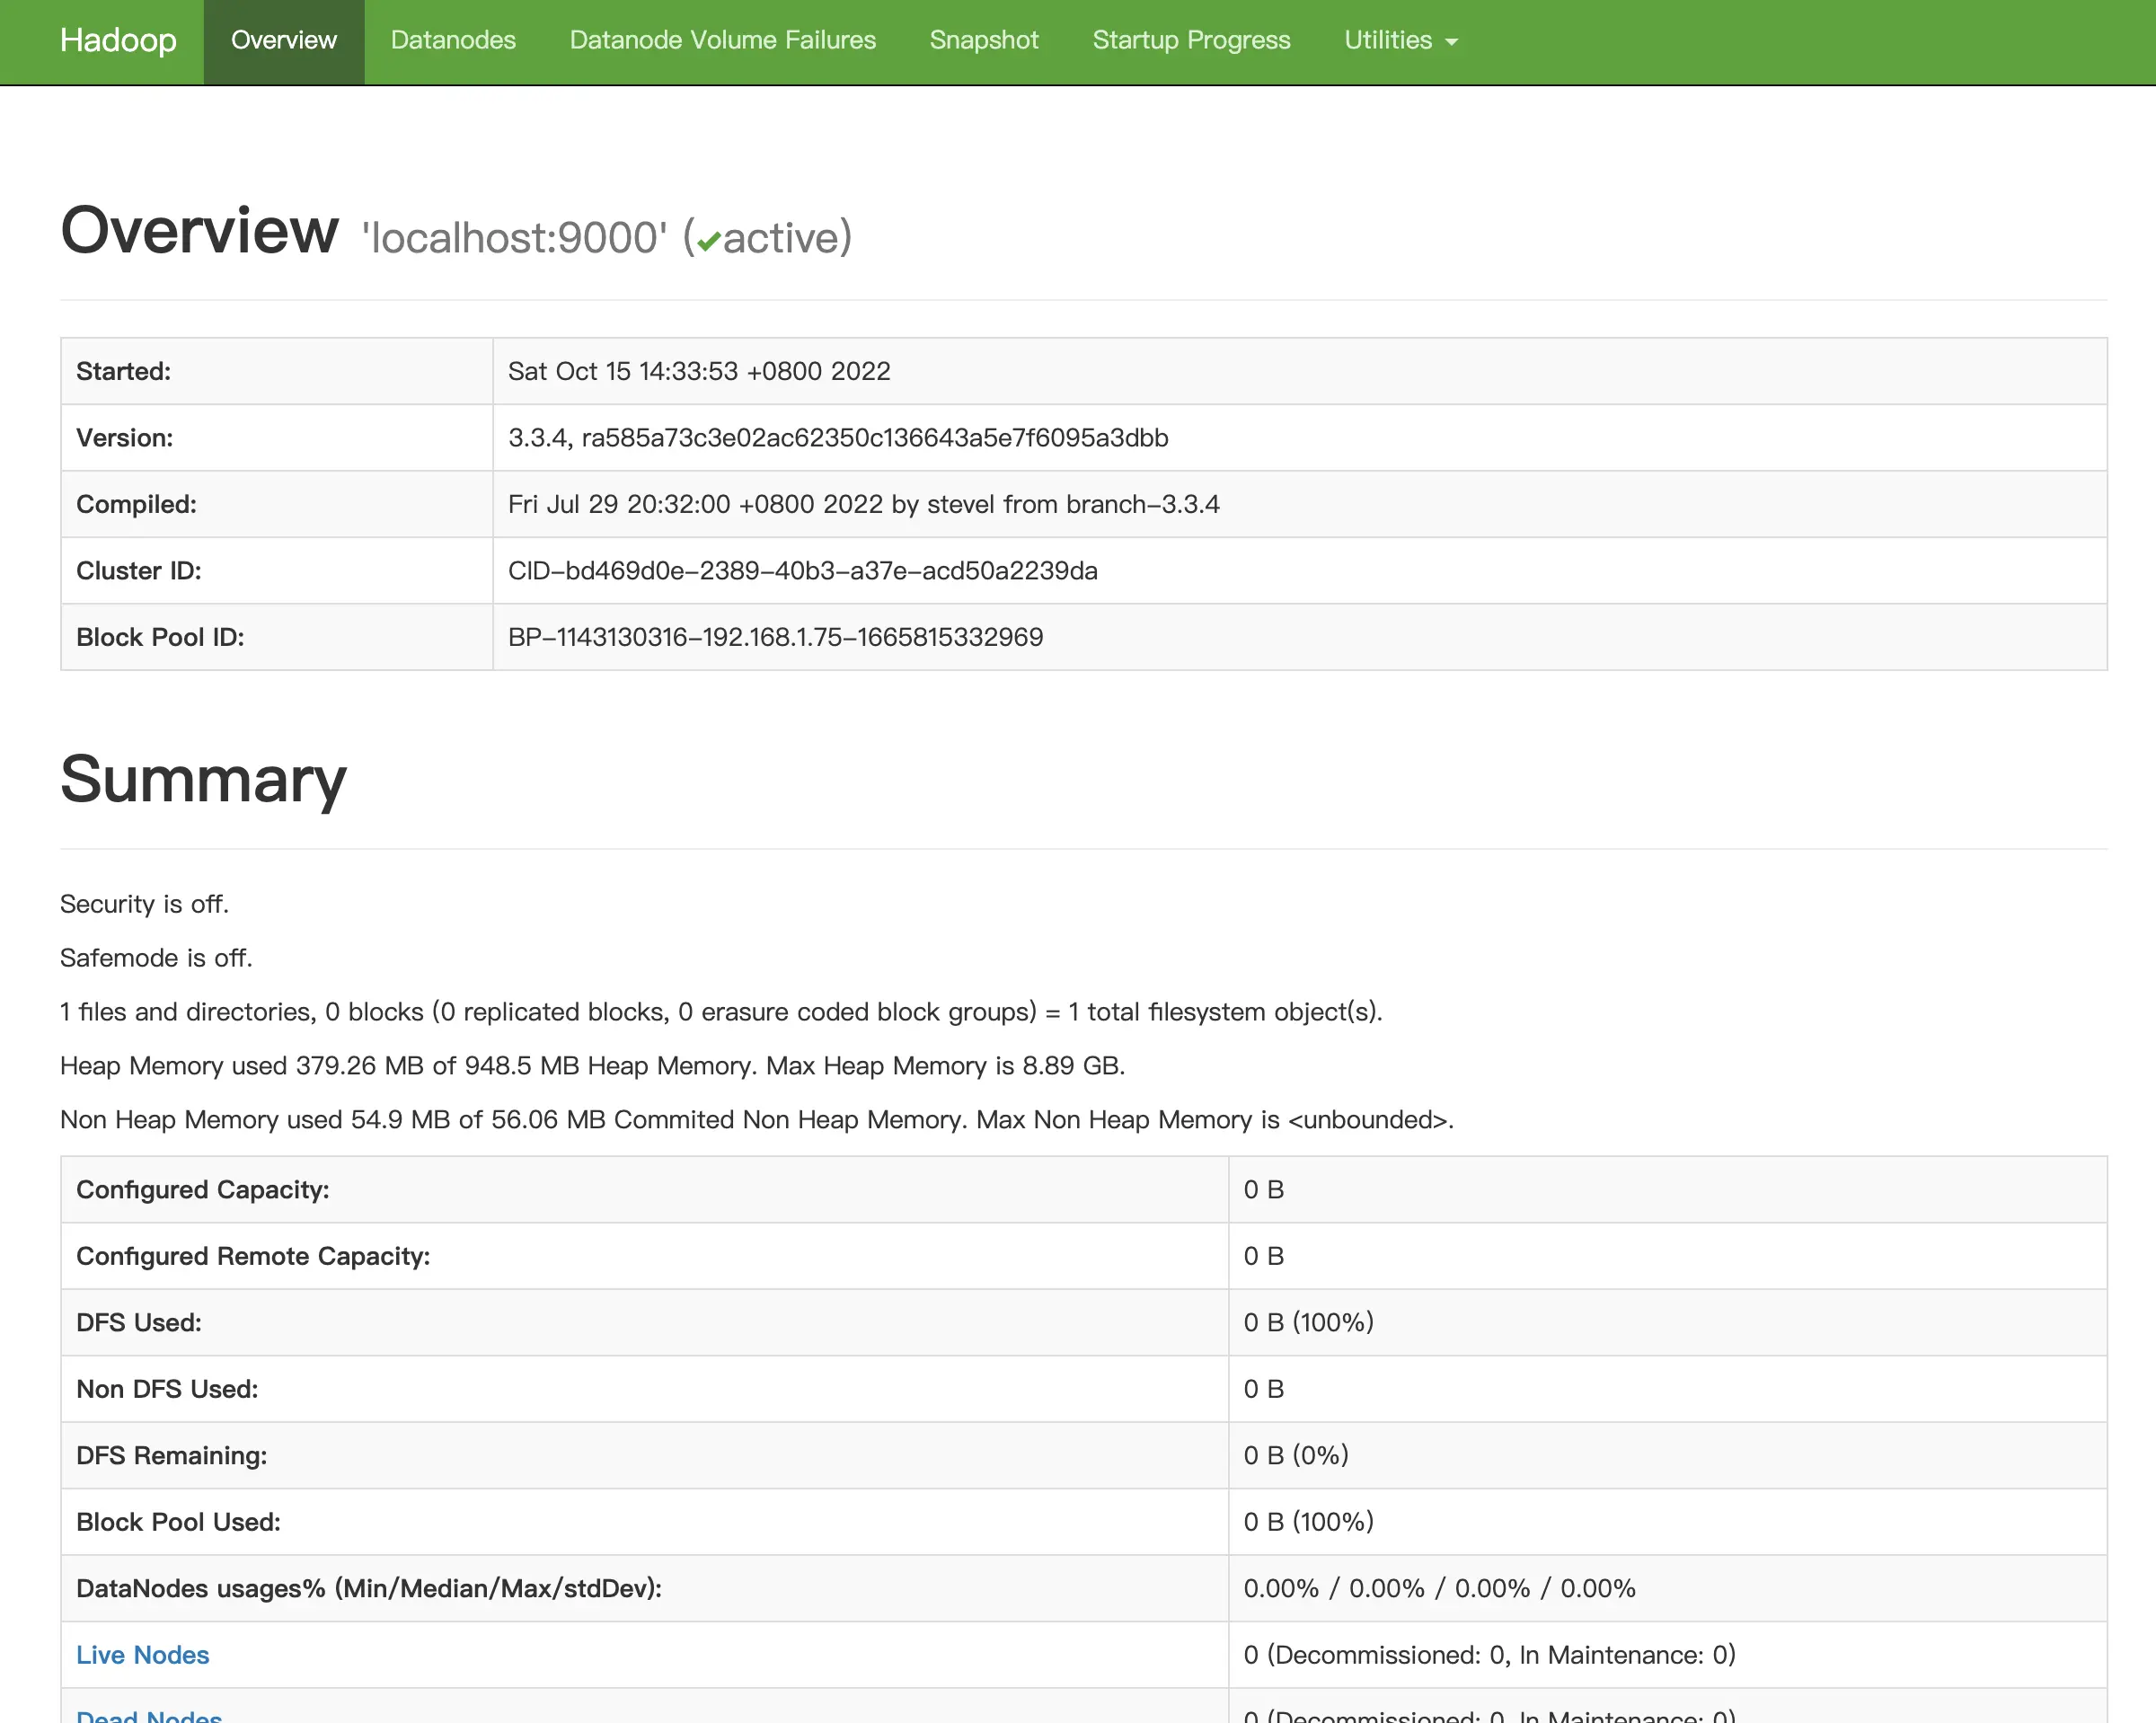 Hadoop Overview Datanodes Datanode Volume Failures Snapshot Startup Progress Utilities
Overview 'localhost:9000' (✔active)
Started: Sat Oct 15 14:33:53 +0800 2022
Version: 3.3.4, ra585a73c3e02ac62350c136643a5e7f6095a3dbb
Compiled: Fri Jul 29 20:32:00 +0800 2022 by stevel from branch-3.3.4
Cluster ID: CID-bd469d0e-2389-40b3-a37e-acd50a2239da
Block Pool ID: BP-1143130316-192.168.1.75-1665815332969
Summary
Security is off.
Safemode is off.
1 files and directories, 0 blocks (0 replicated blocks, 0 erasure coded block groups) = 1 total filesystem object(s).
Heap Memory used 379.26 MB of 948.5 MB Heap Memory. Max Heap Memory is 8.89 GB.
Non Heap Memory used 54.9 MB of 56.06 MB Commited Non Heap Memory. Max Non Heap Memory is <unbounded>.
Configured Capacity: 0 B
Configured Remote Capacity: 0 B
DFS Used: 0 B (100%)
Non DFS Used: 0 B
DFS Remaining: 0 B (0%)
Block Pool Used: 0 B (100%)
DataNodes usages% (Min/Median/Max/stdDev): 0.00% / 0.00% / 0.00% / 0.00%
Live Nodes 0 (Decommissioned: 0, In Maintenance: 0)
Dead Nodes 0 (Decommissioned: 0, In Maintenance: 0)